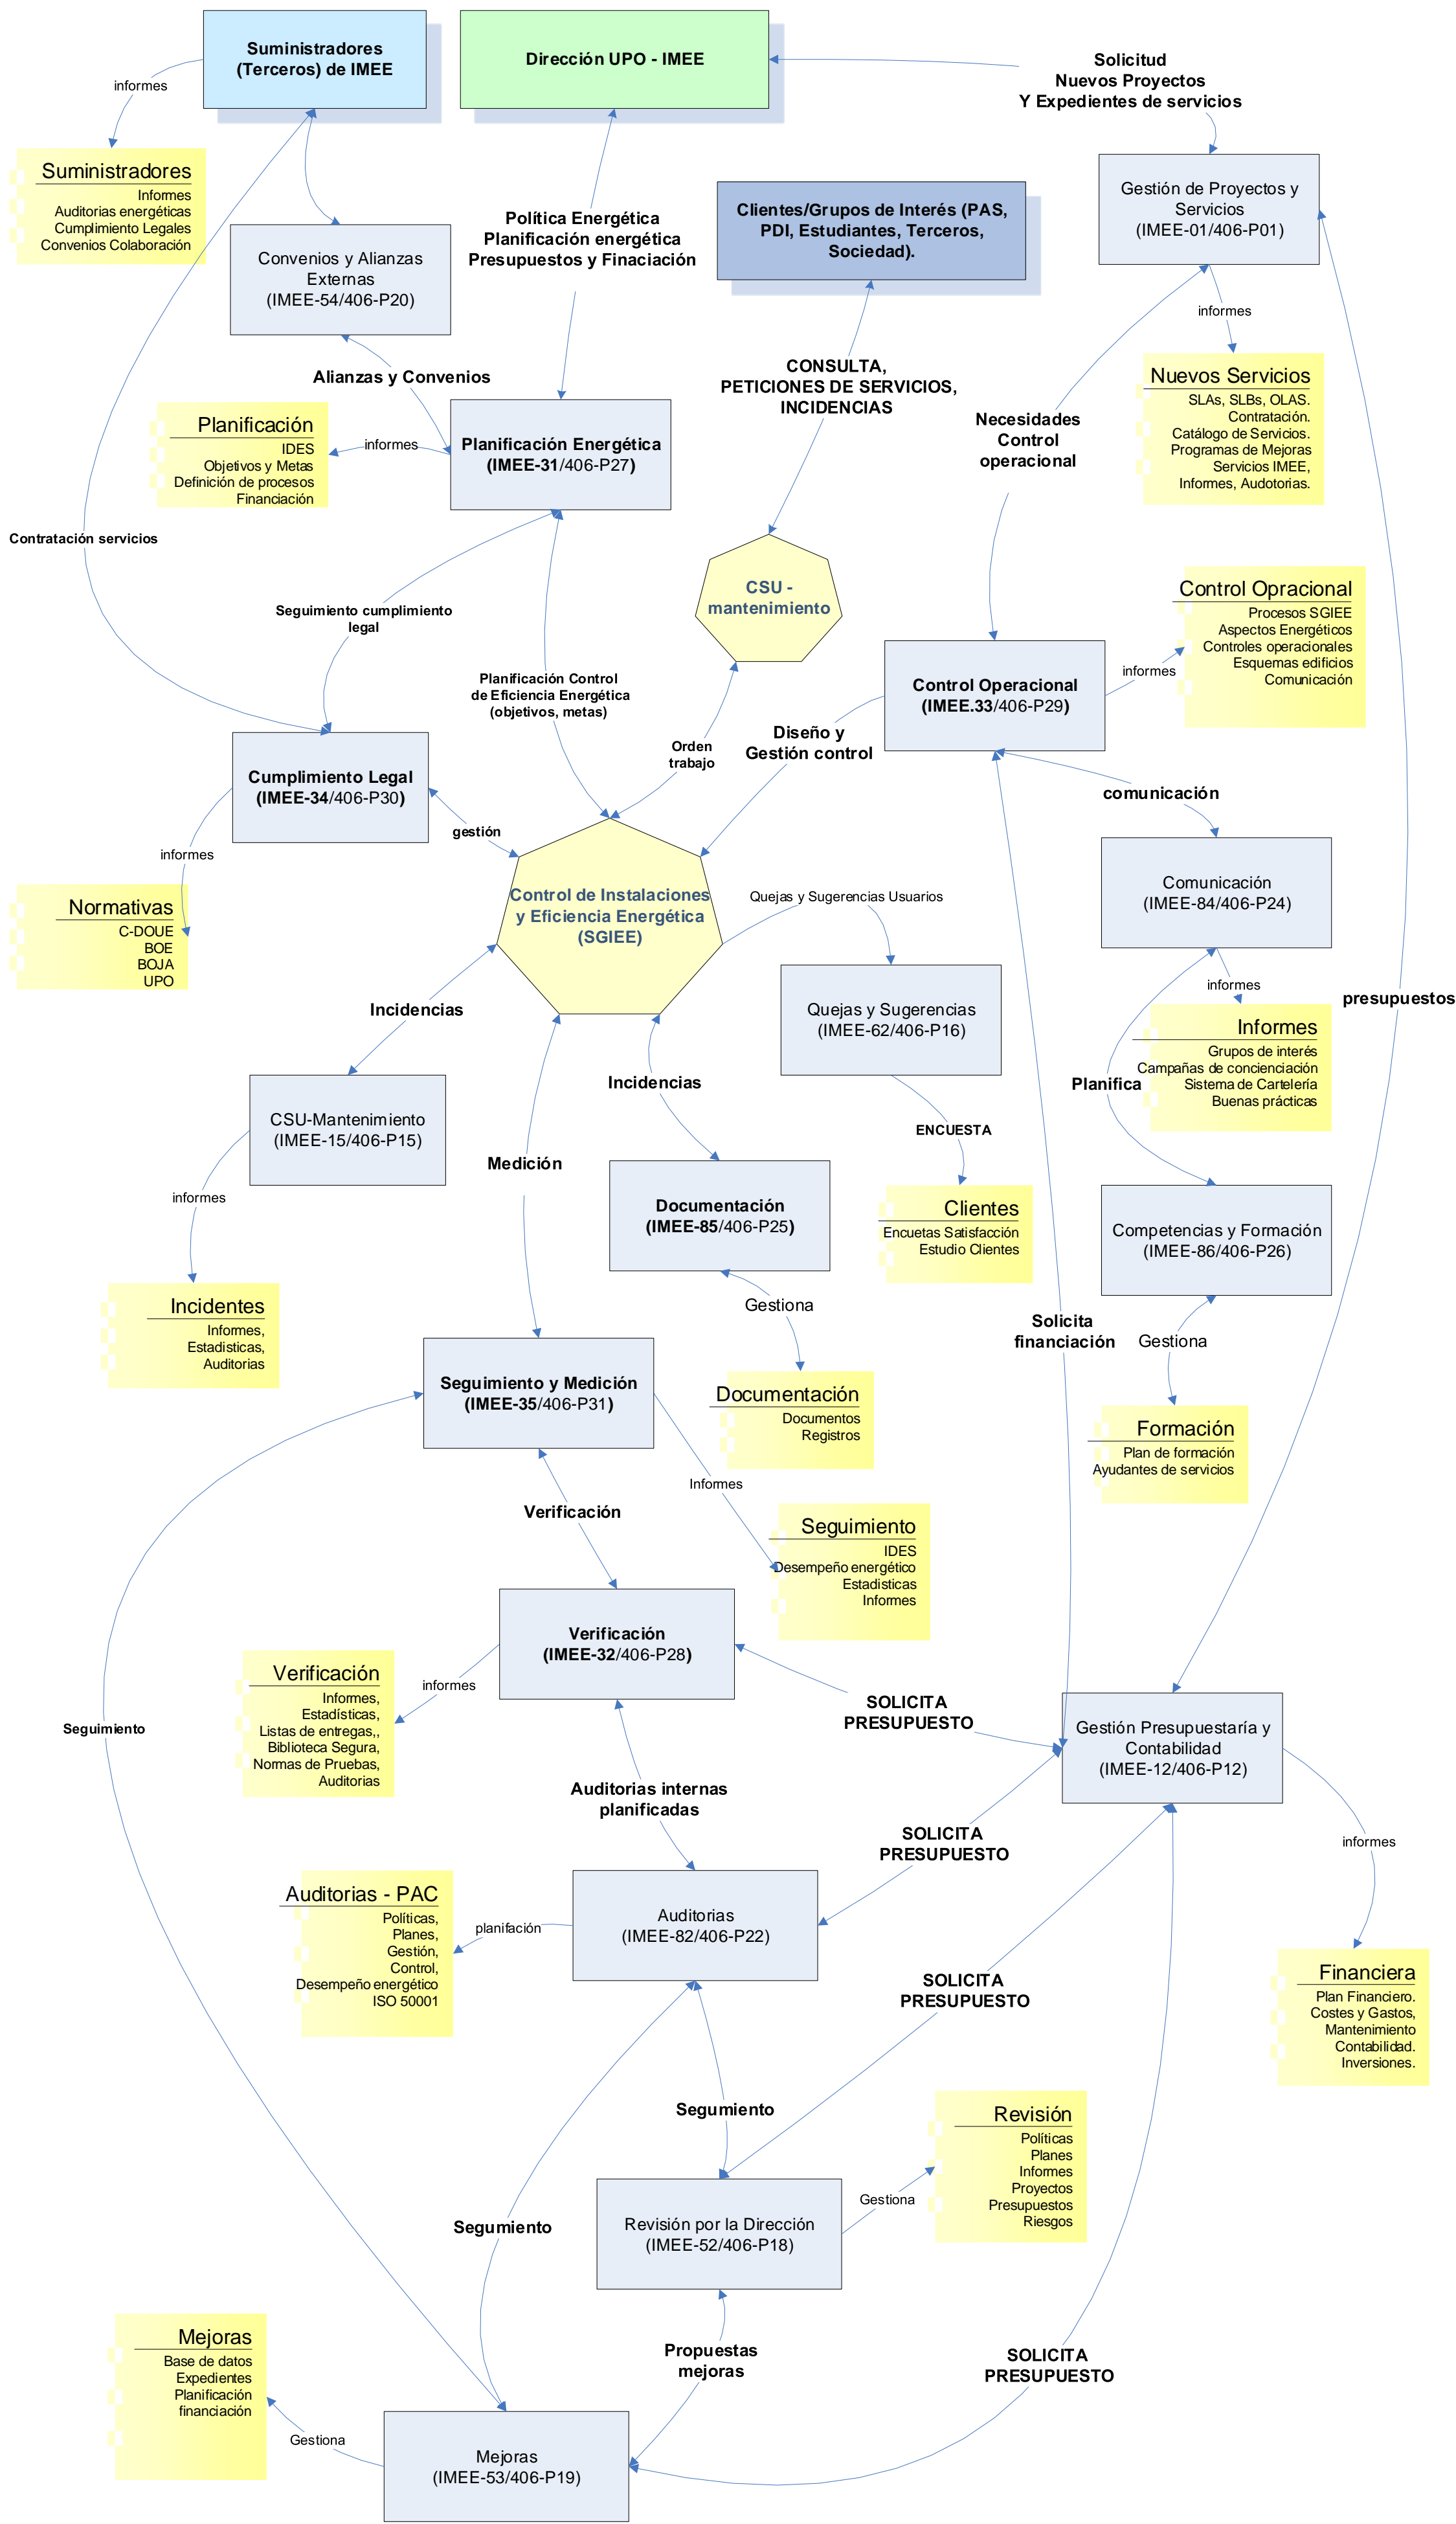 Suministradores
(Terceros) de IMEE
Dirección UPO - IMEE
Solicitud
Nuevos Proyectos
Y Expedientes de servicios
informes
Suministradores
Informes
Auditorias energéticas
Cumplimiento Legales
Convenios Colaboración
Convenios y Alianzas
Externas
(IMEE-54/406-P20)
Política Energética
Planificación energética
Presupuestos y Finaciación
Clientes/Grupos de Interés (PAS,
PDI, Estudiantes, Terceros,
Sociedad).
Gestión de Proyectos y
Servicios
(IMEE-01/406-P01)
informes
Nuevos Servicios
SLAs, SLBs, OLAS.
Contratación.
Catálogo de Servicios.
Programas de Mejoras
Servicios IMEE,
Informes, Audotorias.
Alianzas y Convenios
CONSULTA,
PETICIONES DE SERVICIOS,
INCIDENCIAS
Planificación
IDES
Objetivos y Metas
Definición de procesos
Financiación
informes
Planificación Energética
(IMEE-31/406-P27)
Necesidades
Control
operacional
Contratación servicios
CSU -
mantenimiento
Seguimiento cumplimiento
legal
Planificación Control
de Eficiencia Energética
(objetivos, metas)
Control Opracional
Procesos SGIEE
Aspectos Energéticos
Controles operacionales
Esquemas edificios
Comunicación
informes
Control Operacional
(IMEE.33/406-P29)
Orden
trabajo
Diseño y
Gestión control
Cumplimiento Legal
(IMEE-34/406-P30)
gestión
comunicación
informes
Normativas
C-DOUE
BOE
BOJA
UPO
Control de Instalaciones
y Eficiencia Energética
(SGIEE)
Quejas y Sugerencias Usuarios
Comunicación
(IMEE-84/406-P24)
informes
presupuestos
Incidencias
Quejas y Sugerencias
(IMEE-62/406-P16)
Informes
Grupos de interés
Campañas de concienciación
Sistema de Cartelería
Buenas prácticas
Planifica
Incidencias
CSU-Mantenimiento
(IMEE-15/406-P15)
ENCUESTA
Medición
informes
Documentación
(IMEE-85/406-P25)
Clientes
Encuetas Satisfacción
Estudio Clientes
Competencias y Formación
(IMEE-86/406-P26)
Incidentes
Informes,
Estadisticas,
Auditorias
Gestiona
Solicita
financiación
Gestiona
Seguimiento y Medición
(IMEE-35/406-P31)
Documentación
Documentos
Registros
Formación
Plan de formación
Ayudantes de servicios
Informes
Verificación
Seguimiento
IDES
Desempeño energético
Estadisticas
Informes
Verificación
(IMEE-32/406-P28)
informes
Verificación
Informes,
Estadísticas,
Listas de entregas,,
Biblioteca Segura,
Normas de Pruebas,
Auditorias
Seguimiento
SOLICITA
PRESUPUESTO
Gestión Presupuestaría y
Contabilidad
(IMEE-12/406-P12)
Auditorias internas
planificadas
SOLICITA
PRESUPUESTO
informes
Auditorias - PAC
Políticas,
Planes,
Gestión,
Control,
Desempeño energético
ISO 50001
planifación
Auditorias
(IMEE-82/406-P22)
SOLICITA
PRESUPUESTO
Financiera
Plan Financiero.
Costes y Gastos,
Mantenimiento
Contabilidad.
Inversiones.
Segumiento
Revisión
Políticas
Planes
Informes
Proyectos
Presupuestos
Riesgos
Gestiona
Segumiento
Revisión por la Dirección
(IMEE-52/406-P18)
Propuestas
mejoras
SOLICITA
PRESUPUESTO
Mejoras
Base de datos
Expedientes
Planificación
financiación
Gestiona
Mejoras
(IMEE-53/406-P19)